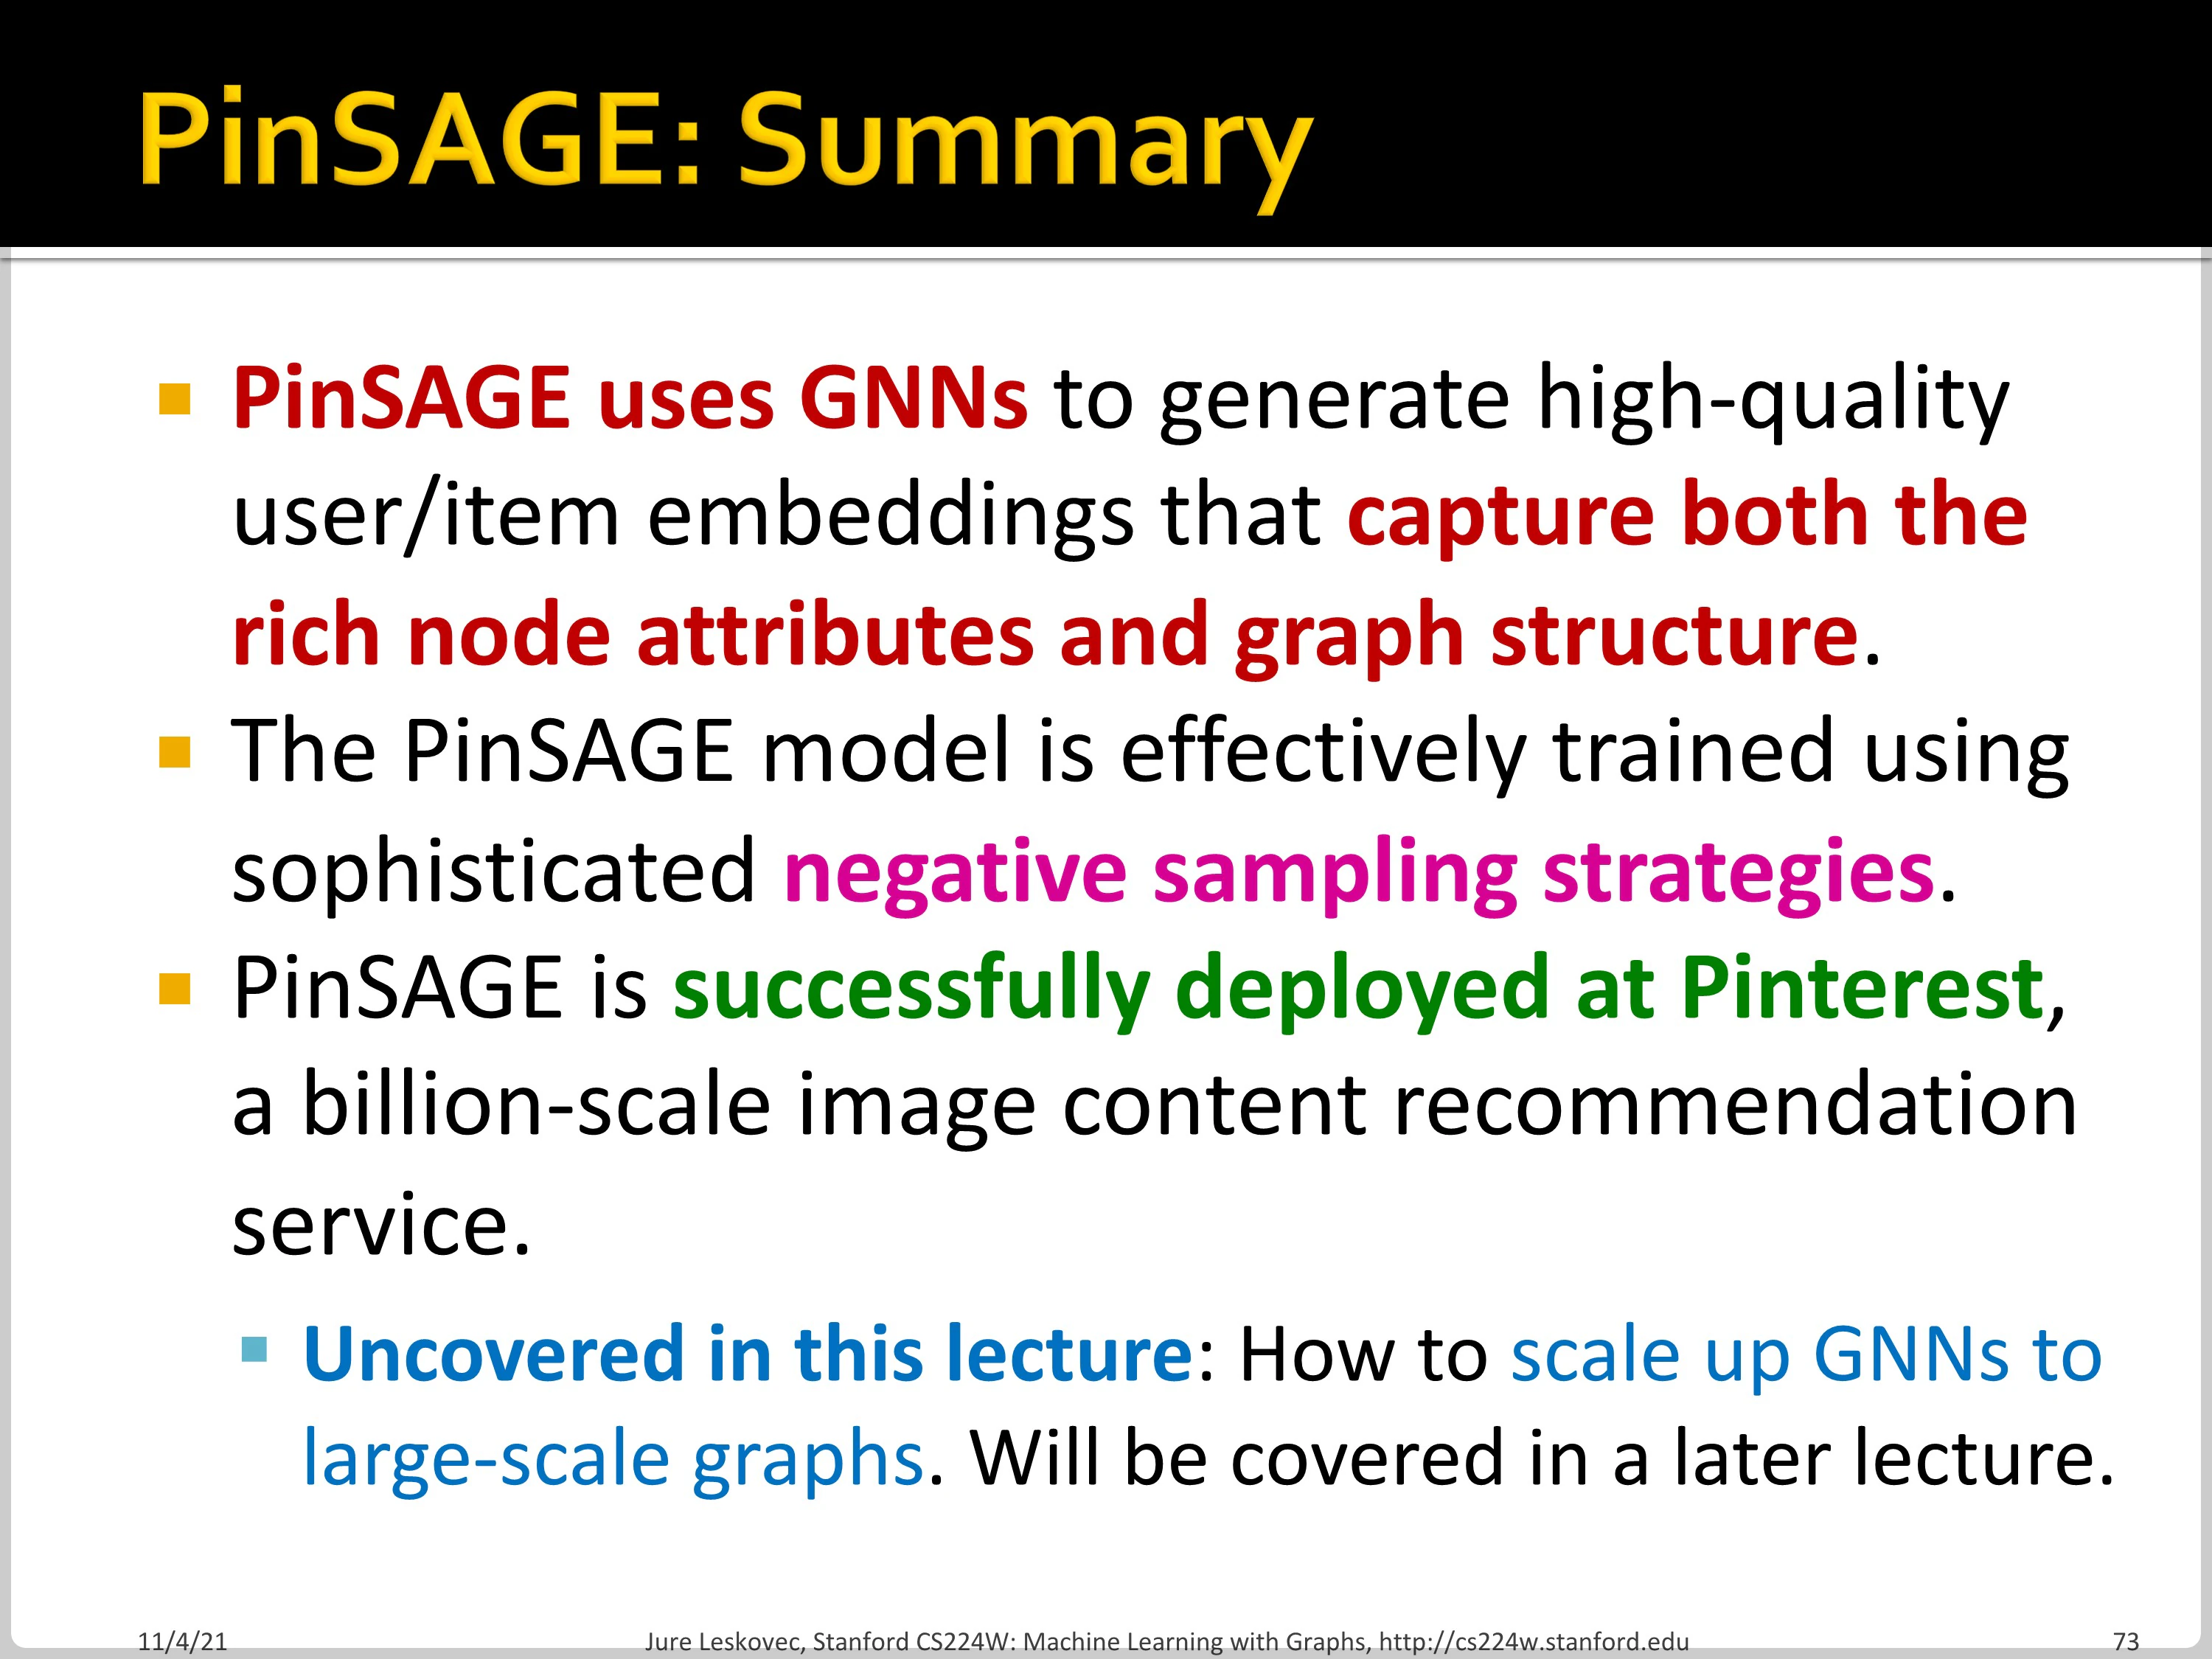 PinSAGE: Summary
PinSAGE uses GNNs to generate high-quality
user/item embeddings that capture both the
rich node attributes and graph structure.
The PinSAGE model is effectively trained using
sophisticated negative sampling strategies.
PinSAGE is successfully deployed at Pinterest,
a billion-scale image content recommendation
service.
Uncovered in this lecture: How to scale up GNNs to
large-scale graphs. Will be covered in a later lecture.
11/4/21
Jure Leskovec, Stanford CS224W: Machine Learning with Graphs, http://cs224w.stanford.edu
73